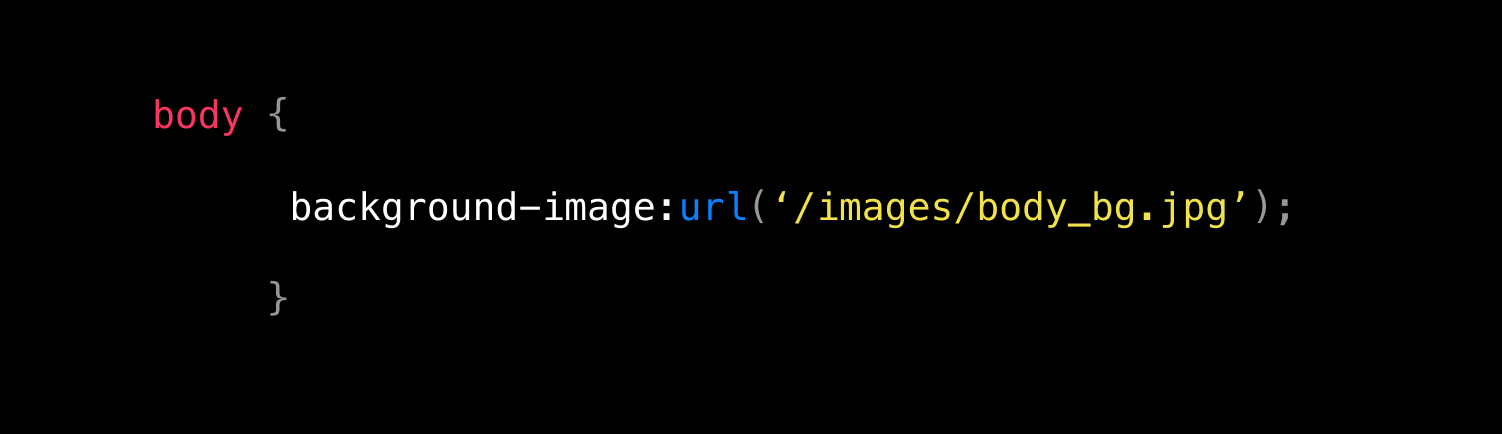 body {
background-image:url(‘/images/body_bg.jpg’);
}